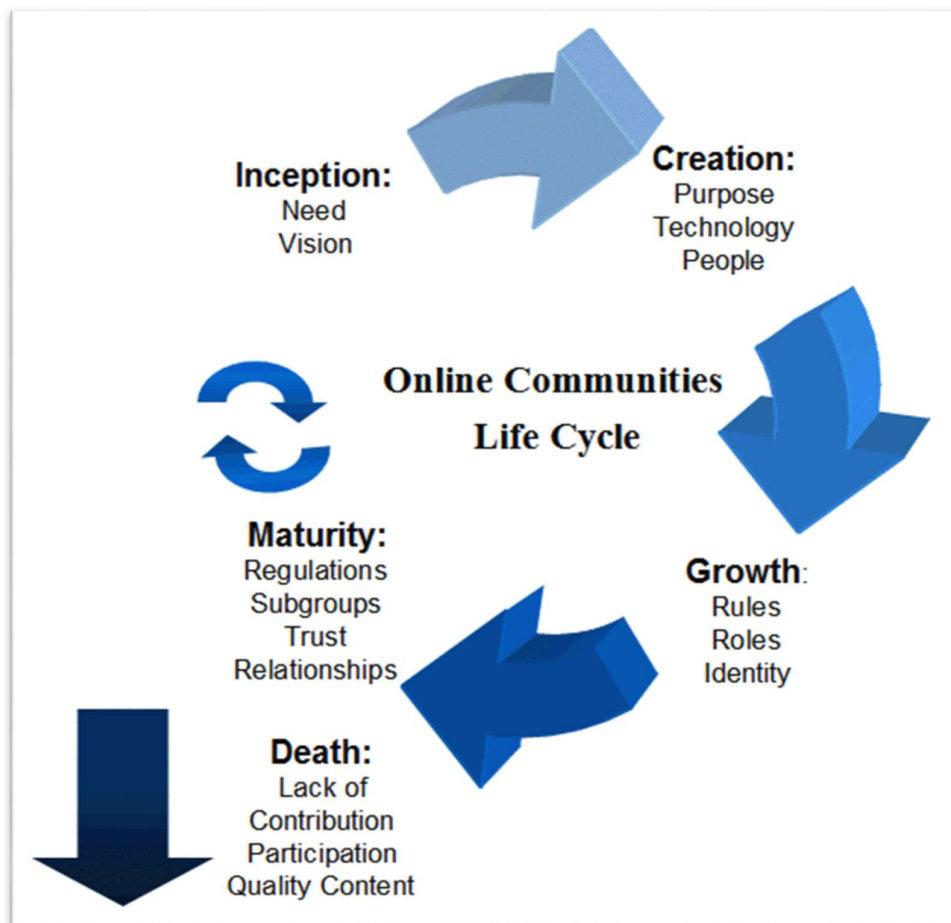 Inception:
Need
Vision
Creation:
Purpose
Technology
People
Online Communities
Life Cycle
Growth:
Rules
Roles
Identity
Maturity:
Regulations
Subgroups
Trust
Relationships
Death:
Lack of
Contribution
Participation
Quality Content